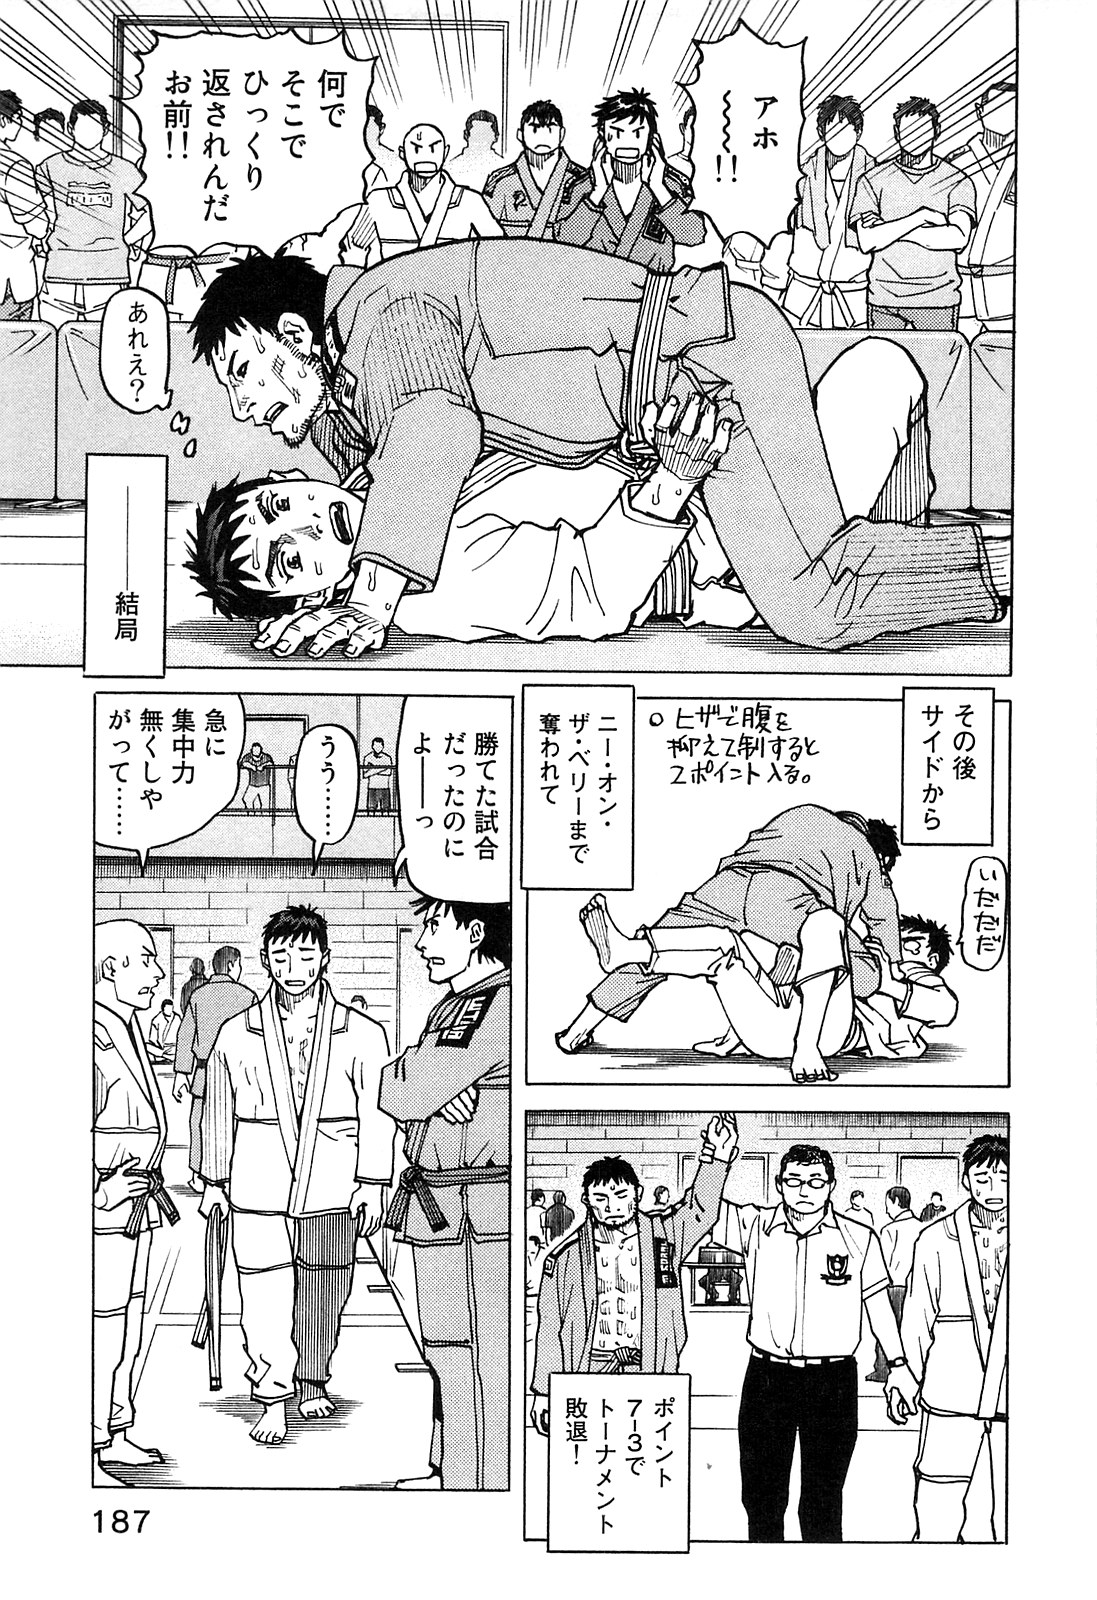 アホ
〜〜!!
何で
そこで
ひっくり
返されんだ
お前!!
あれぇ?
――結局
その後
サイドから
○ヒザで腹を
抑えて制すると
2ポイント入る。
いだだだ
ニー・オン・
ザ・ベリーまで
奪われて
ポイント
7-3で
トーナメント
敗退!
勝てた試合
だったのに
よ――っ
うう……
急に
集中力
無くしや
がって……
187